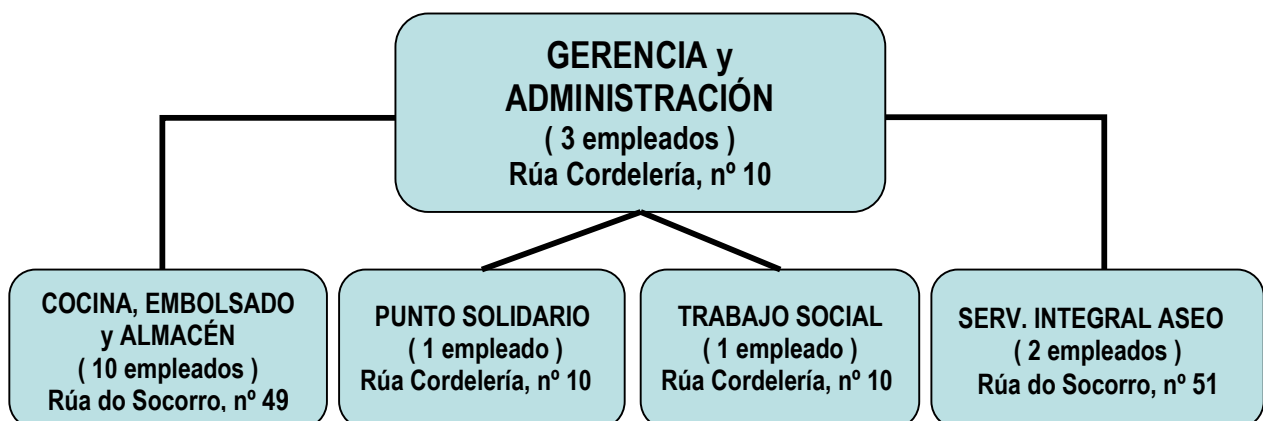 GERENCIA y
ADMINISTRACIÓN
( 3 empleados )
Rúa Cordelería, nº 10
COCINA, EMBOLSADO
y ALMACÉN
( 10 empleados )
Rúa do Socorro, nº 49
PUNTO SOLIDARIO
( 1 empleado )
Rúa Cordelería, nº 10
TRABAJO SOCIAL
( 1 empleado )
Rúa Cordelería, nº 10
SERV. INTEGRAL ASEO
( 2 empleados )
Rúa do Socorro, nº 51